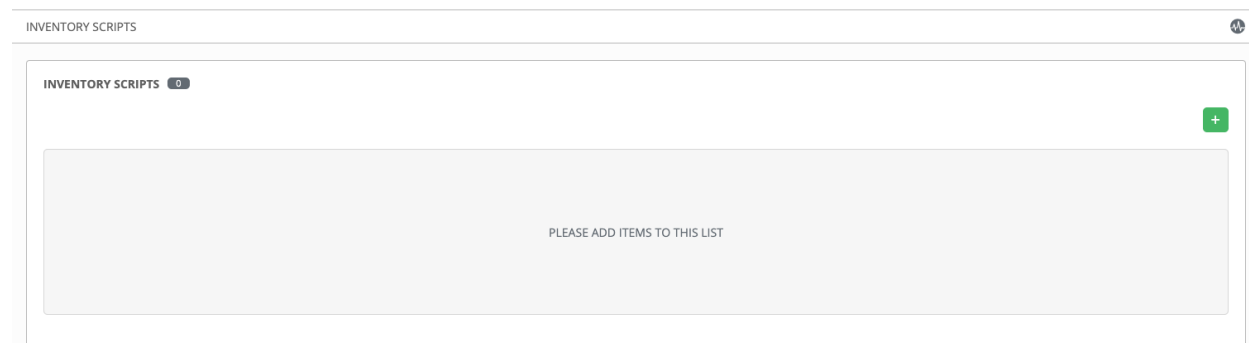 INVENTORY SCRIPTS
INVENTORY SCRIPTS 0
+
PLEASE ADD ITEMS TO THIS LIST